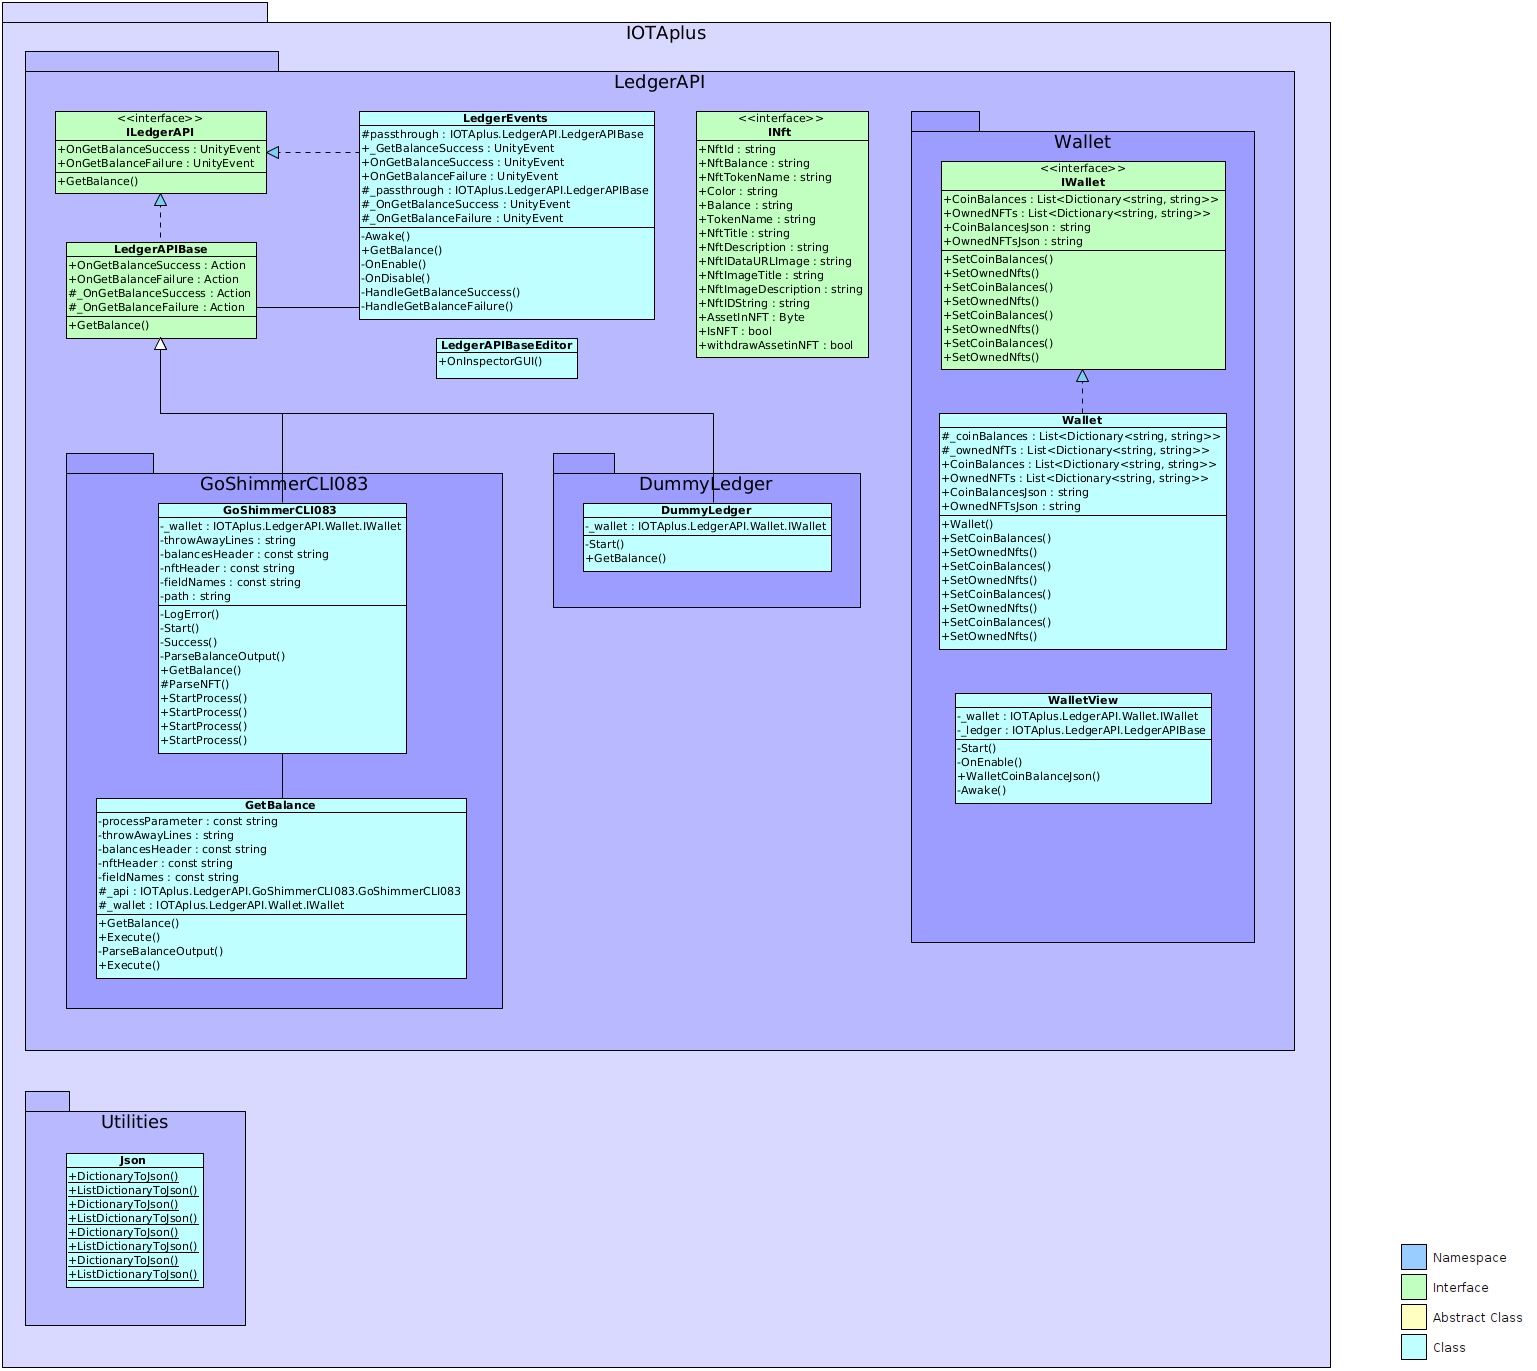 IOTAplus
LedgerAPI
<<interface>>
ILedgerAPI
+OnGetBalanceSuccess : UnityEvent
+OnGetBalanceFailure : UnityEvent
+GetBalance()
LedgerEvents
#passthrough : IOTAplus.LedgerAPI.LedgerAPIBase
+_GetBalanceSuccess : UnityEvent
+OnGetBalanceSuccess : UnityEvent
+OnGetBalanceFailure : UnityEvent
#_passthrough : IOTAplus.LedgerAPI.LedgerAPIBase
#_OnGetBalanceSuccess : UnityEvent
#_OnGetBalanceFailure : UnityEvent
-Awake()
+GetBalance()
-OnEnable()
-OnDisable()
-HandleGetBalanceSuccess()
-HandleGetBalanceFailure()
<<interface>>
INft
+NftId : string
+NftBalance : string
+NftTokenName : string
+Color : string
+Balance : string
+TokenName : string
+NftTitle : string
+NftDescription : string
+NftIDataURLImage : string
+NftImageTitle : string
+NftImageDescription : string
+NftIDString : string
+AssetInNFT : Byte
+IsNFT : bool
+withdrawAssetinNFT : bool
LedgerAPIBase
+OnGetBalanceSuccess : Action
+OnGetBalanceFailure : Action
#_OnGetBalanceSuccess : Action
#_OnGetBalanceFailure : Action
+GetBalance()
LedgerAPIBaseEditor
+OnInspectorGUI()
Wallet
<<interface>>
IWallet
+CoinBalances : List<Dictionary<string, string>>
+OwnedNFTs : List<Dictionary<string, string>>
+CoinBalancesJson : string
+OwnedNFTsJson : string
+SetCoinBalances()
+SetOwnedNfts()
+SetCoinBalances()
+SetOwnedNfts()
+SetCoinBalances()
+SetOwnedNfts()
+SetCoinBalances()
+SetOwnedNfts()
Wallet
#_coinBalances : List<Dictionary<string, string>>
#_ownedNfTs : List<Dictionary<string, string>>
+CoinBalances : List<Dictionary<string, string>>
+OwnedNFTs : List<Dictionary<string, string>>
+CoinBalancesJson : string
+OwnedNFTsJson : string
+Wallet()
+SetCoinBalances()
+SetOwnedNfts()
+SetCoinBalances()
+SetOwnedNfts()
+SetCoinBalances()
+SetOwnedNfts()
+SetCoinBalances()
+SetOwnedNfts()
WalletView
-_wallet : IOTAplus.LedgerAPI.Wallet.IWallet
-_ledger : IOTAplus.LedgerAPI.LedgerAPIBase
-Start()
-OnEnable()
+WalletCoinBalanceJson()
-Awake()
GoShimmerCLI083
GoShimmerCLI083
-_wallet : IOTAplus.LedgerAPI.Wallet.IWallet
-throwAwayLines : string
-balancesHeader : const string
-nftHeader : const string
-fieldNames : const string
-path : string
-LogError()
-Start()
-Success()
-ParseBalanceOutput()
+GetBalance()
#ParseNFT()
+StartProcess()
+StartProcess()
+StartProcess()
+StartProcess()
GetBalance
-processParameter : const string
-throwAwayLines : string
-balancesHeader : const string
-nftHeader : const string
-fieldNames : const string
#_api : IOTAplus.LedgerAPI.GoShimmerCLI083.GoShimmerCLI083
#_wallet : IOTAplus.LedgerAPI.Wallet.IWallet
+GetBalance()
+Execute()
-ParseBalanceOutput()
+Execute()
DummyLedger
DummyLedger
-_wallet : IOTAplus.LedgerAPI.Wallet.IWallet
-Start()
+GetBalance()
Utilities
Json
+DictionaryToJson()
+ListDictionaryToJson()
+DictionaryToJson()
+ListDictionaryToJson()
+DictionaryToJson()
+ListDictionaryToJson()
+DictionaryToJson()
+ListDictionaryToJson()
Namespace
Interface
Abstract Class
Class